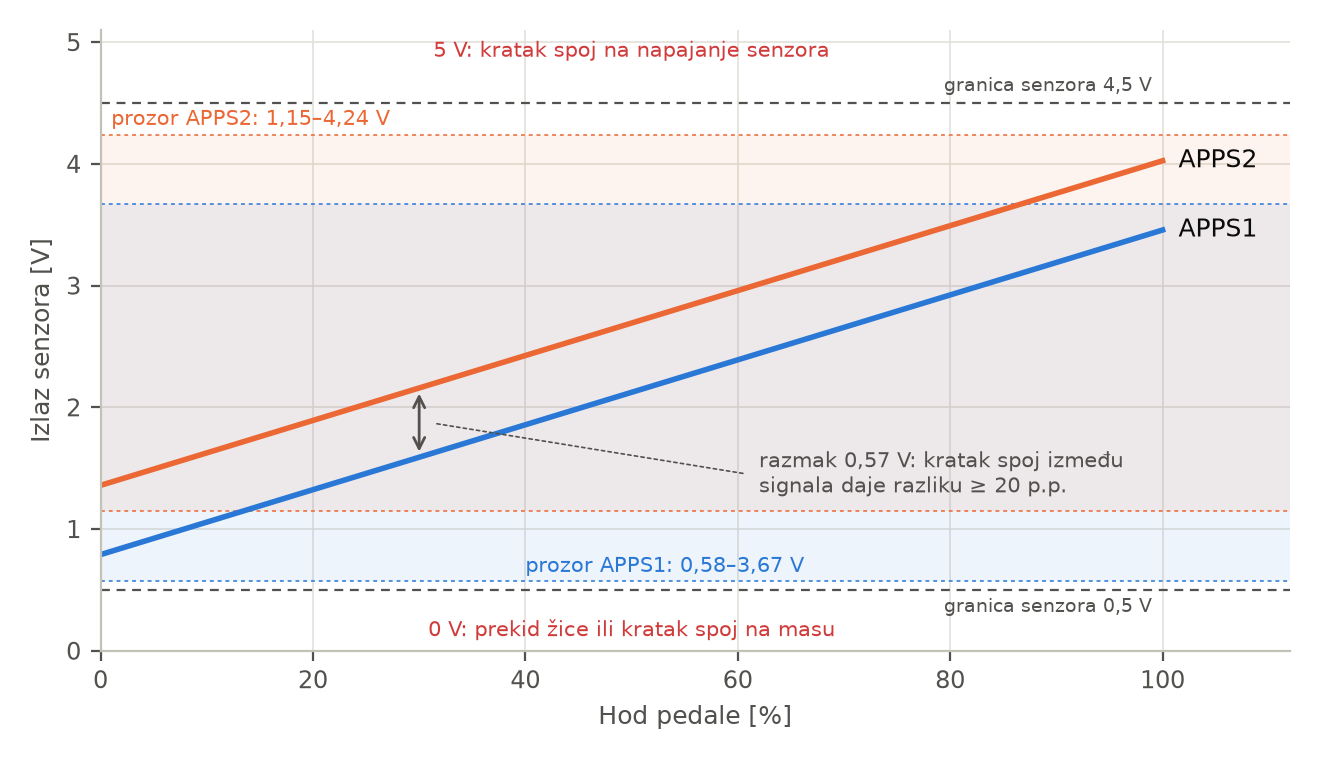 5 V: kratak spoj na napajanje senzora
granica senzora 4,5 V
prozor APPS2: 1,15–4,24 V
APPS2
APPS1
razmak 0,57 V: kratak spoj između
signala daje razliku ≥ 20 p.p.
prozor APPS1: 0,58–3,67 V
granica senzora 0,5 V
0 V: prekid žice ili kratak spoj na masu
Izlaz senzora [V]
5
4
3
2
1
0
0 20 40 60 80 100
Hod pedale [%]